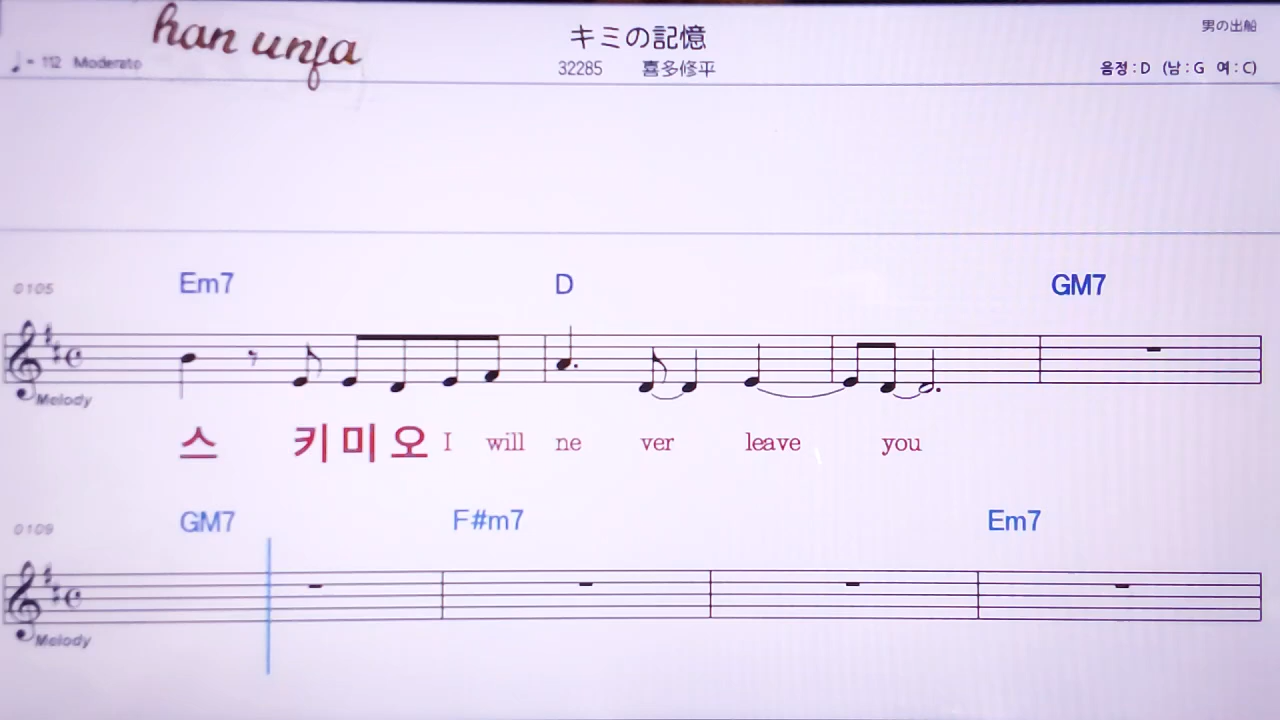 han unfa
キミの記憶
男の出船
♩= 112 Moderato
32285 喜多修平
음정 : D (남 : G 여 : C)
0105 Em7 D GM7
Melody
스 키 미 오 I will ne ver leave you
0109 GM7 F#m7 Em7
Melody